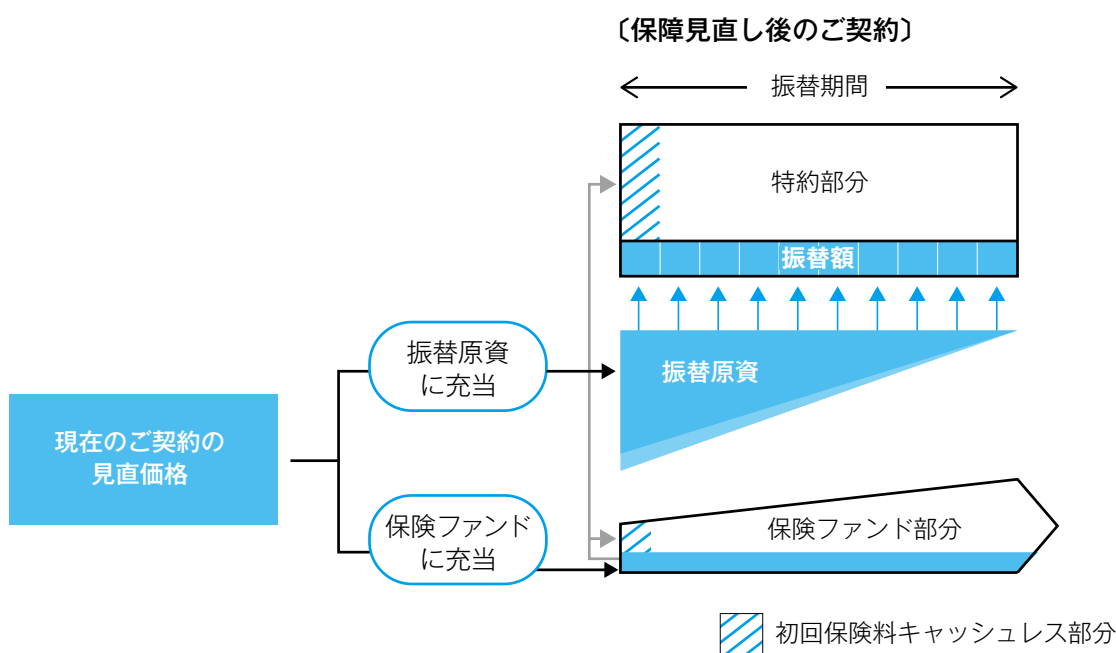 〔保障見直し後のご契約〕
振替期間
特約部分
振替額
振替原資
に充当
振替原資
現在のご契約の
見直価格
保険ファンド
に充当
保険ファンド部分
初回保険料キャッシュレス部分